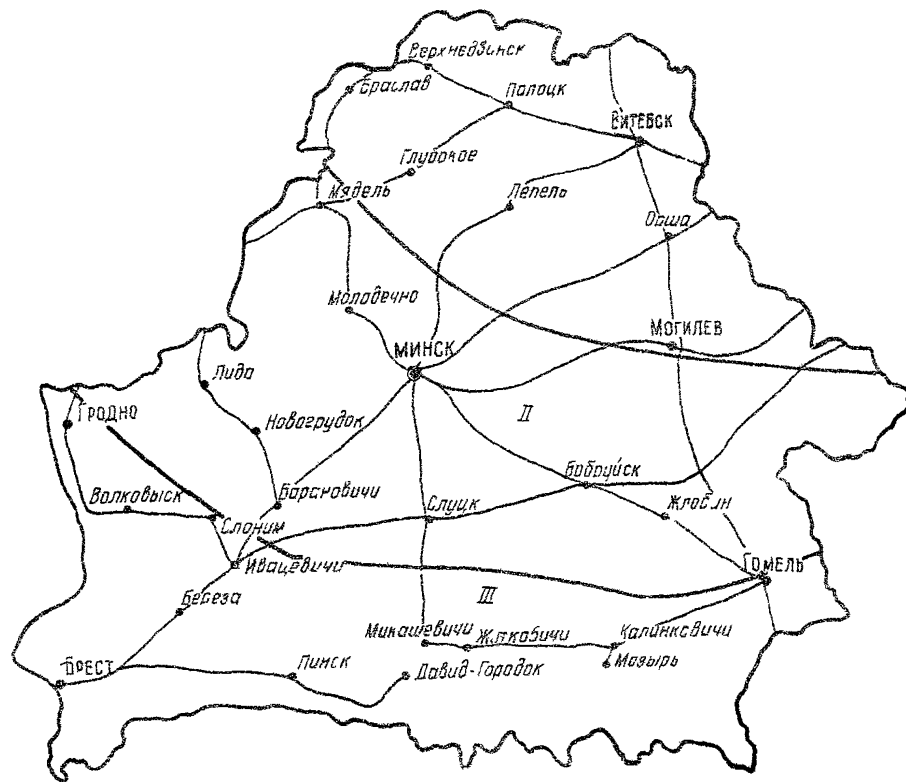 Верхнедвинск
Браслав
Полоцк
ВИТЕБСК
Глубокое
Мядель
Лепель
Орша
Молодечно
МОГИЛЕВ
МИНСК
Лида
ГРОДНО
Новогрудок
II
Бобруйск
Барановичи
Волковыск
Слуцк
Жлобин
Слоним
Ивацевичи
ГОМЕЛЬ
Береза
III
Микашевичи
Житковичи
Калинковичи
БРЕСТ
Пинск
Давид-Городок
Мозырь